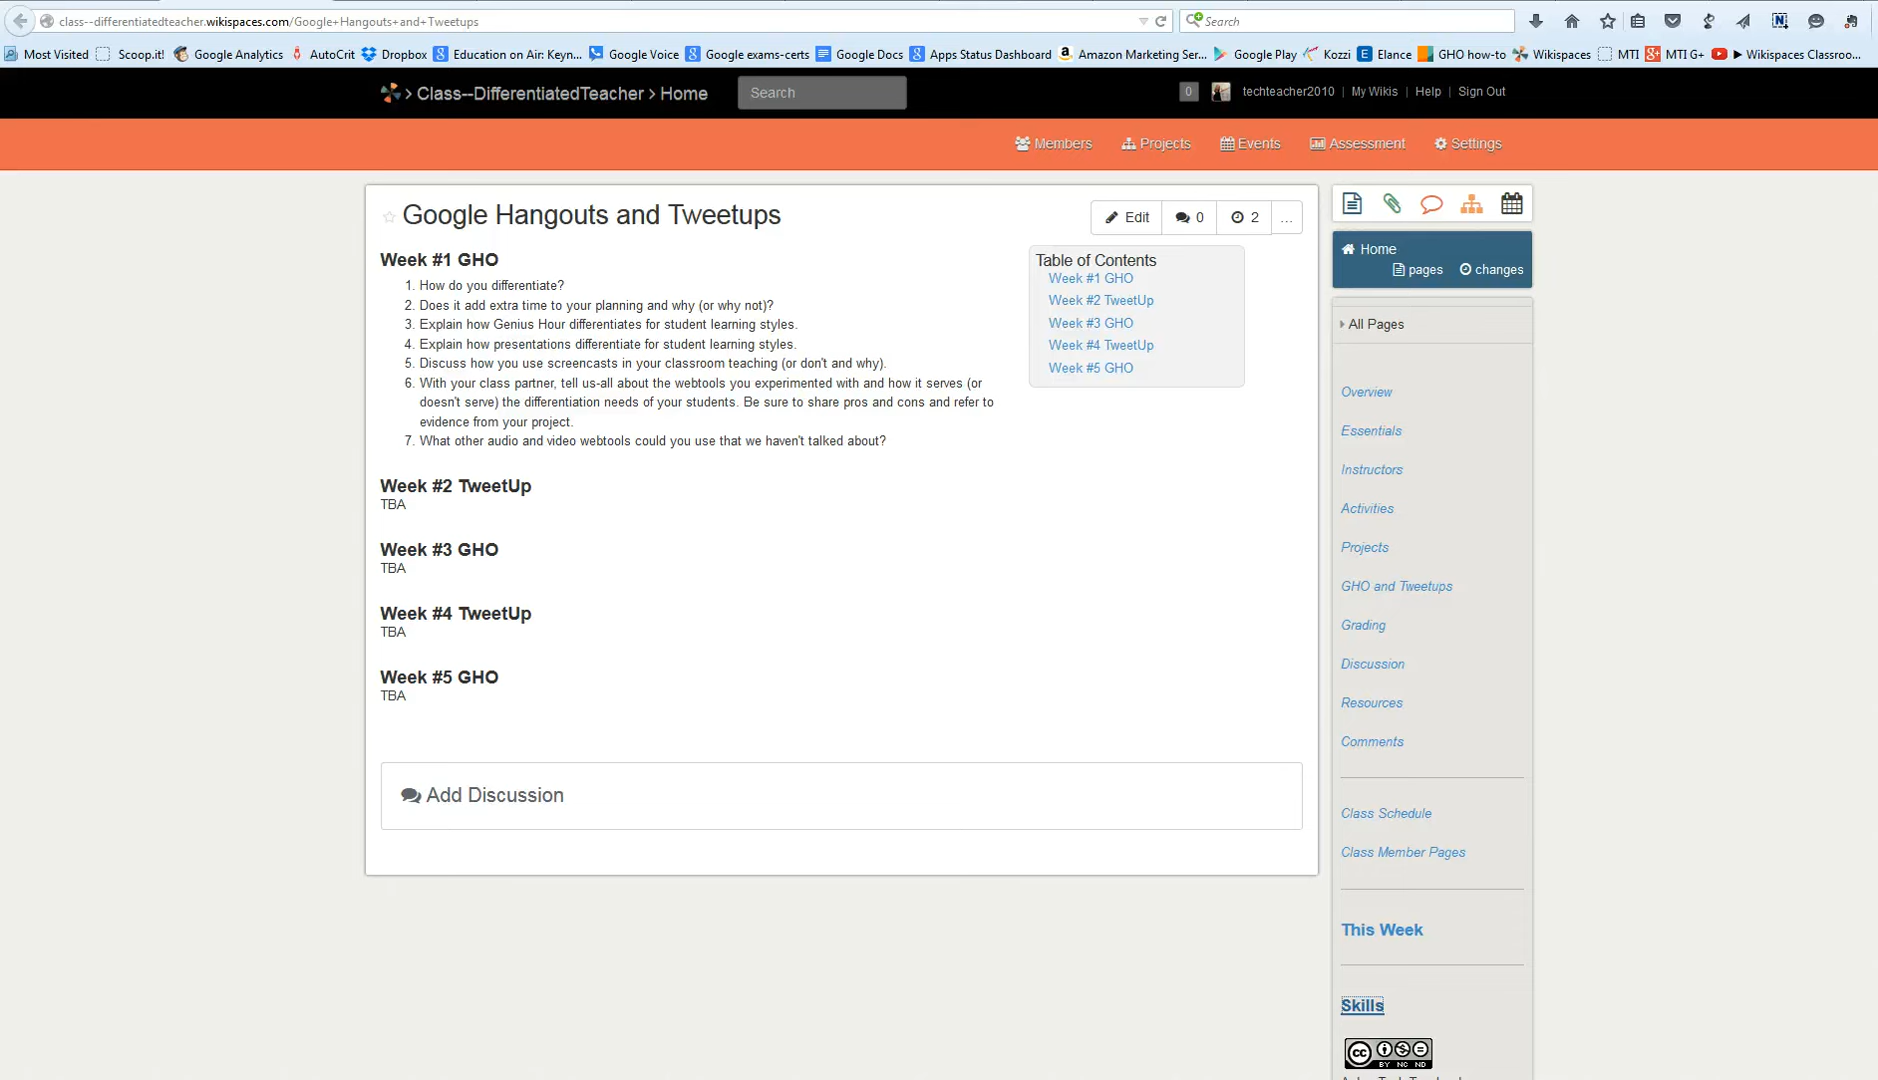 class--differentiatedteacher.wikispaces.com/Google+Hangouts+and+Tweetups
Search
Most Visited Scoop.it! Google Analytics AutoCrit Dropbox Education on Air: Keyn... Google Voice Google exams-certs Google Docs Apps Status Dashboard Amazon Marketing Ser... Google Play Kozzi Elance GHO how-to Wikispaces MTI MTI G+ Wikispaces Classroo...
> Class--DifferentiatedTeacher > Home
Search
0 techteacher2010 | My Wikis | Help | Sign Out
Members Projects Events Assessment Settings
Google Hangouts and Tweetups
Edit 0 2 ...
Week #1 GHO
1. How do you differentiate?
2. Does it add extra time to your planning and why (or why not)?
3. Explain how Genius Hour differentiates for student learning styles.
4. Explain how presentations differentiate for student learning styles.
5. Discuss how you use screencasts in your classroom teaching (or don't and why).
6. With your class partner, tell us-all about the webtools you experimented with and how it serves (or
doesn't serve) the differentiation needs of your students. Be sure to share pros and cons and refer to
evidence from your project.
7. What other audio and video webtools could you use that we haven't talked about?
Week #2 TweetUp
TBA
Week #3 GHO
TBA
Week #4 TweetUp
TBA
Week #5 GHO
TBA
Add Discussion
Table of Contents
Week #1 GHO
Week #2 TweetUp
Week #3 GHO
Week #4 TweetUp
Week #5 GHO
Home
pages changes
All Pages
Overview
Essentials
Instructors
Activities
Projects
GHO and Tweetups
Grading
Discussion
Resources
Comments
Class Schedule
Class Member Pages
This Week
Skills
cc
BY NC ND